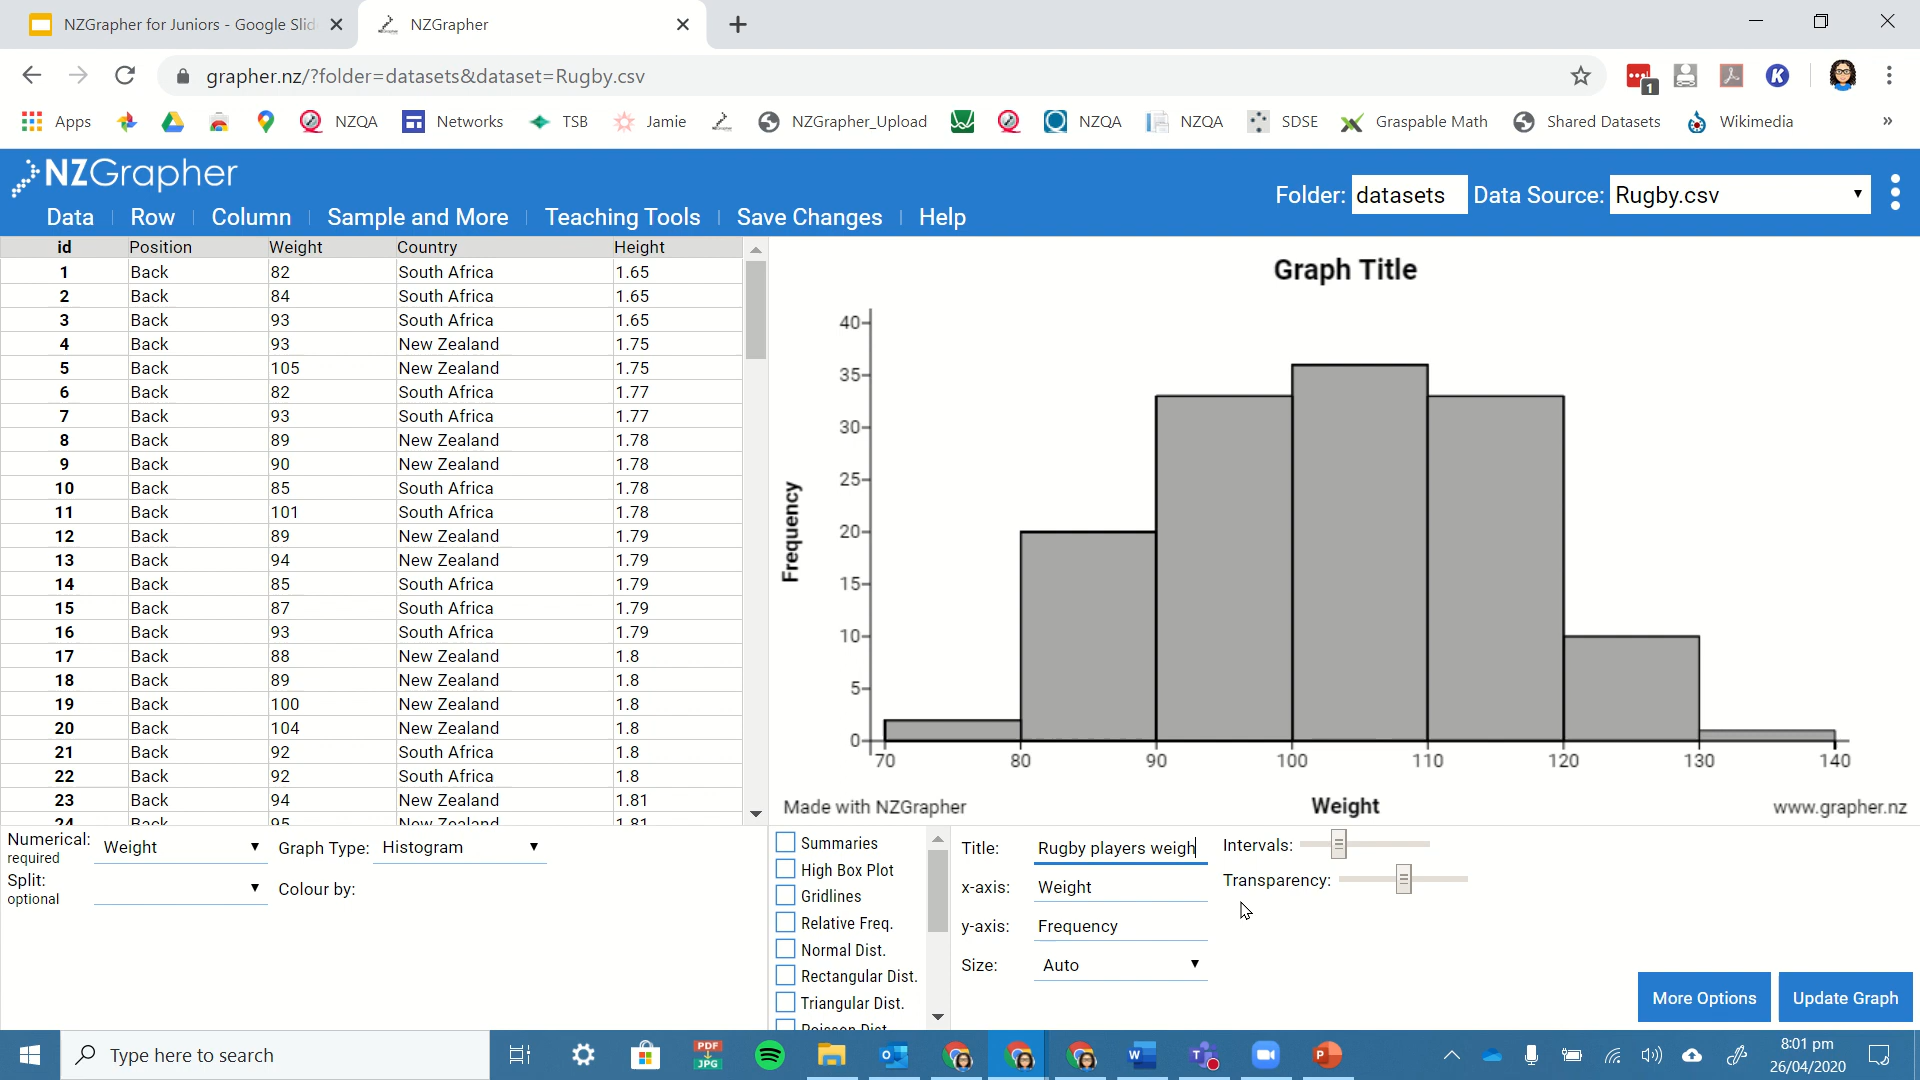 NZGrapher for Juniors - Google Slid
NZGrapher
grapher.nz/?folder=datasets&dataset=Rugby.csv
1
K
Apps
NZQA
Networks
TSB
Jamie
NZGrapher_Upload
NZQA
NZQA
SDSE
Graspable Math
Shared Datasets
Wikimedia
»
NZGrapher
Folder: datasets Data Source: Rugby.csv
Data Row Column Sample and More Teaching Tools Save Changes Help
id Position Weight Country Height
1 Back 82 South Africa 1.65
2 Back 84 South Africa 1.65
3 Back 93 South Africa 1.65
4 Back 93 New Zealand 1.75
5 Back 105 New Zealand 1.75
6 Back 82 South Africa 1.77
7 Back 93 South Africa 1.77
8 Back 89 New Zealand 1.78
9 Back 90 New Zealand 1.78
10 Back 85 South Africa 1.78
11 Back 101 South Africa 1.78
12 Back 89 New Zealand 1.79
13 Back 94 New Zealand 1.79
14 Back 85 South Africa 1.79
15 Back 87 South Africa 1.79
16 Back 93 South Africa 1.79
17 Back 88 New Zealand 1.8
18 Back 89 New Zealand 1.8
19 Back 100 New Zealand 1.8
20 Back 104 New Zealand 1.8
21 Back 92 South Africa 1.8
22 Back 92 South Africa 1.8
23 Back 94 New Zealand 1.81
24 Back 95 New Zealand 1.81
Graph Title
40
35
30
25
20
15
10
5
0
Frequency
70 80 90 100 110 120 130 140
Made with NZGrapher
Weight
www.grapher.nz
Numerical: Weight
required
Graph Type: Histogram
Split:
optional
Colour by:
Summaries
High Box Plot
Gridlines
Relative Freq.
Normal Dist.
Rectangular Dist.
Triangular Dist.
Poisson Dist.
Title: Rugby players weigh
x-axis: Weight
y-axis: Frequency
Size: Auto
Intervals:
Transparency:
More Options
Update Graph
Type here to search
PDF
JPG
8:01 pm
26/04/2020